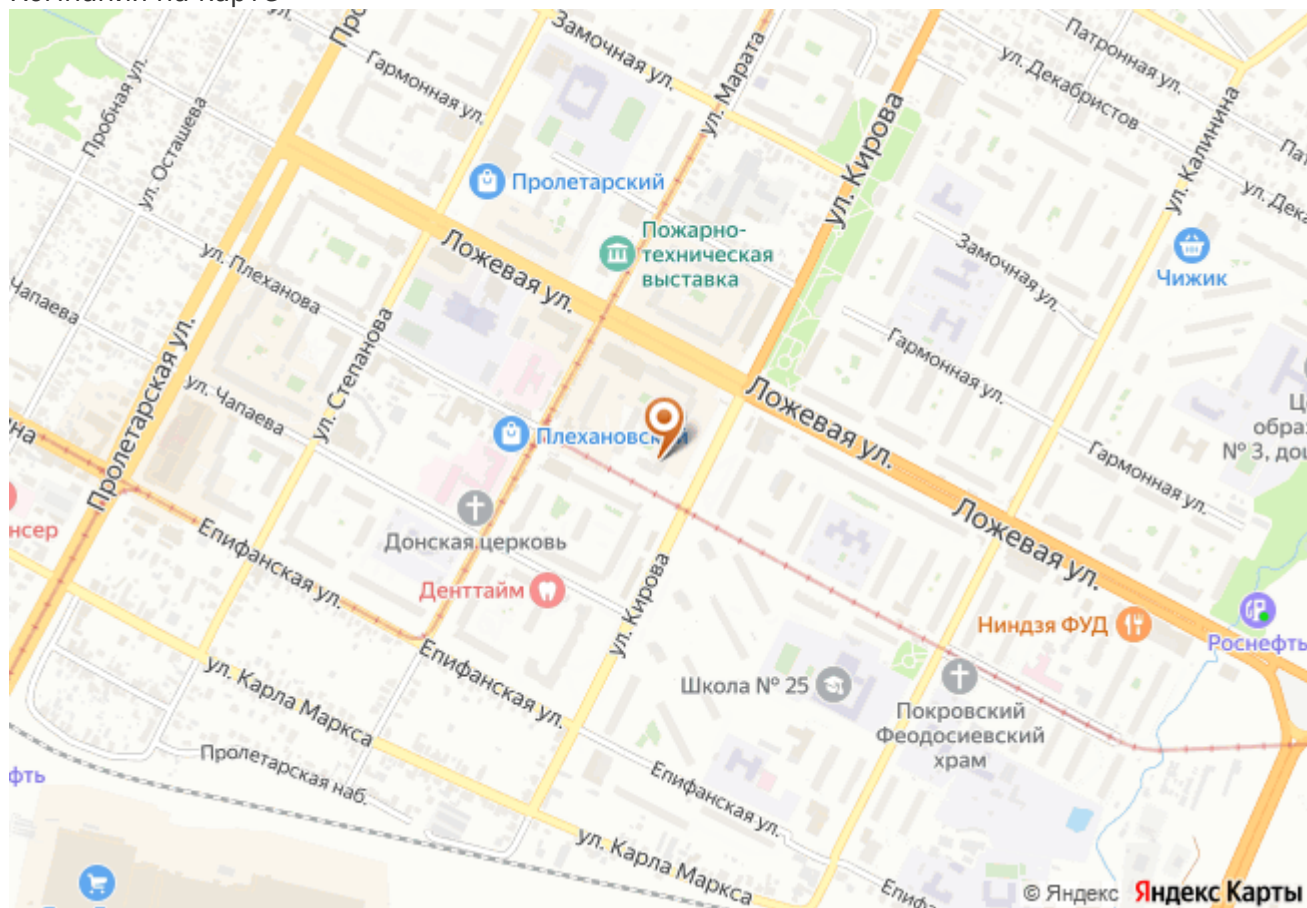 Замочная ул.
ул. Марата
Патронная ул.
ул. Декабристов
Гармонная ул.
Пробная ул.
ул. Осташева
ул. Кирова
ул. Калинина
Пролетарский
Пожарно-
техническая
выставка
Ложевая ул.
Замочная ул.
Чижик
ул. Плеханова
Чапаева
ул. Степанова
Гармонная ул.
Пролетарская ул.
ул. Чапаева
Ложевая ул.
Плехановский
№ 3,
Гармонная ул.
Донская церковь
Ложевая ул.
Епифанская ул.
Денттайм
ул. Кирова
Ниндзя ФУД
Роснефть
Епифанская ул.
Школа № 25
ул. Карла Маркса
Покровский
Феодосиевский
храм
Пролетарская наб.
Епифанская ул.
ул. Карла Маркса
© Яндекс Яндекс Карты